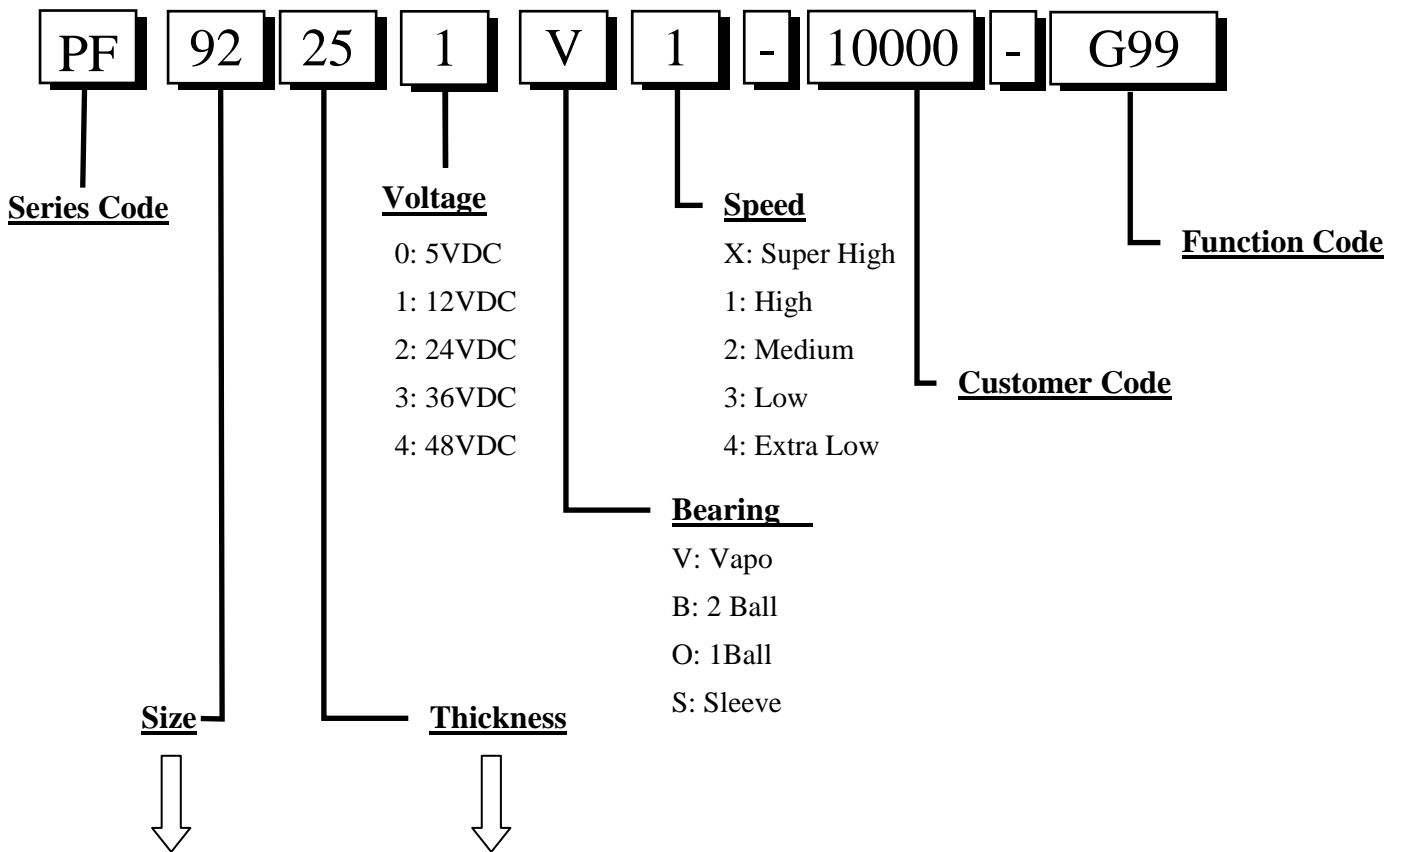 PF 92 25 1 V 1 - 10000 - G99
Series Code
Voltage
0: 5VDC
1: 12VDC
2: 24VDC
3: 36VDC
4: 48VDC
Speed
X: Super High
1: High
2: Medium
3: Low
4: Extra Low
Function Code
Customer Code
Bearing
V: Vapo
B: 2 Ball
O: 1Ball
S: Sleeve
Size
Thickness